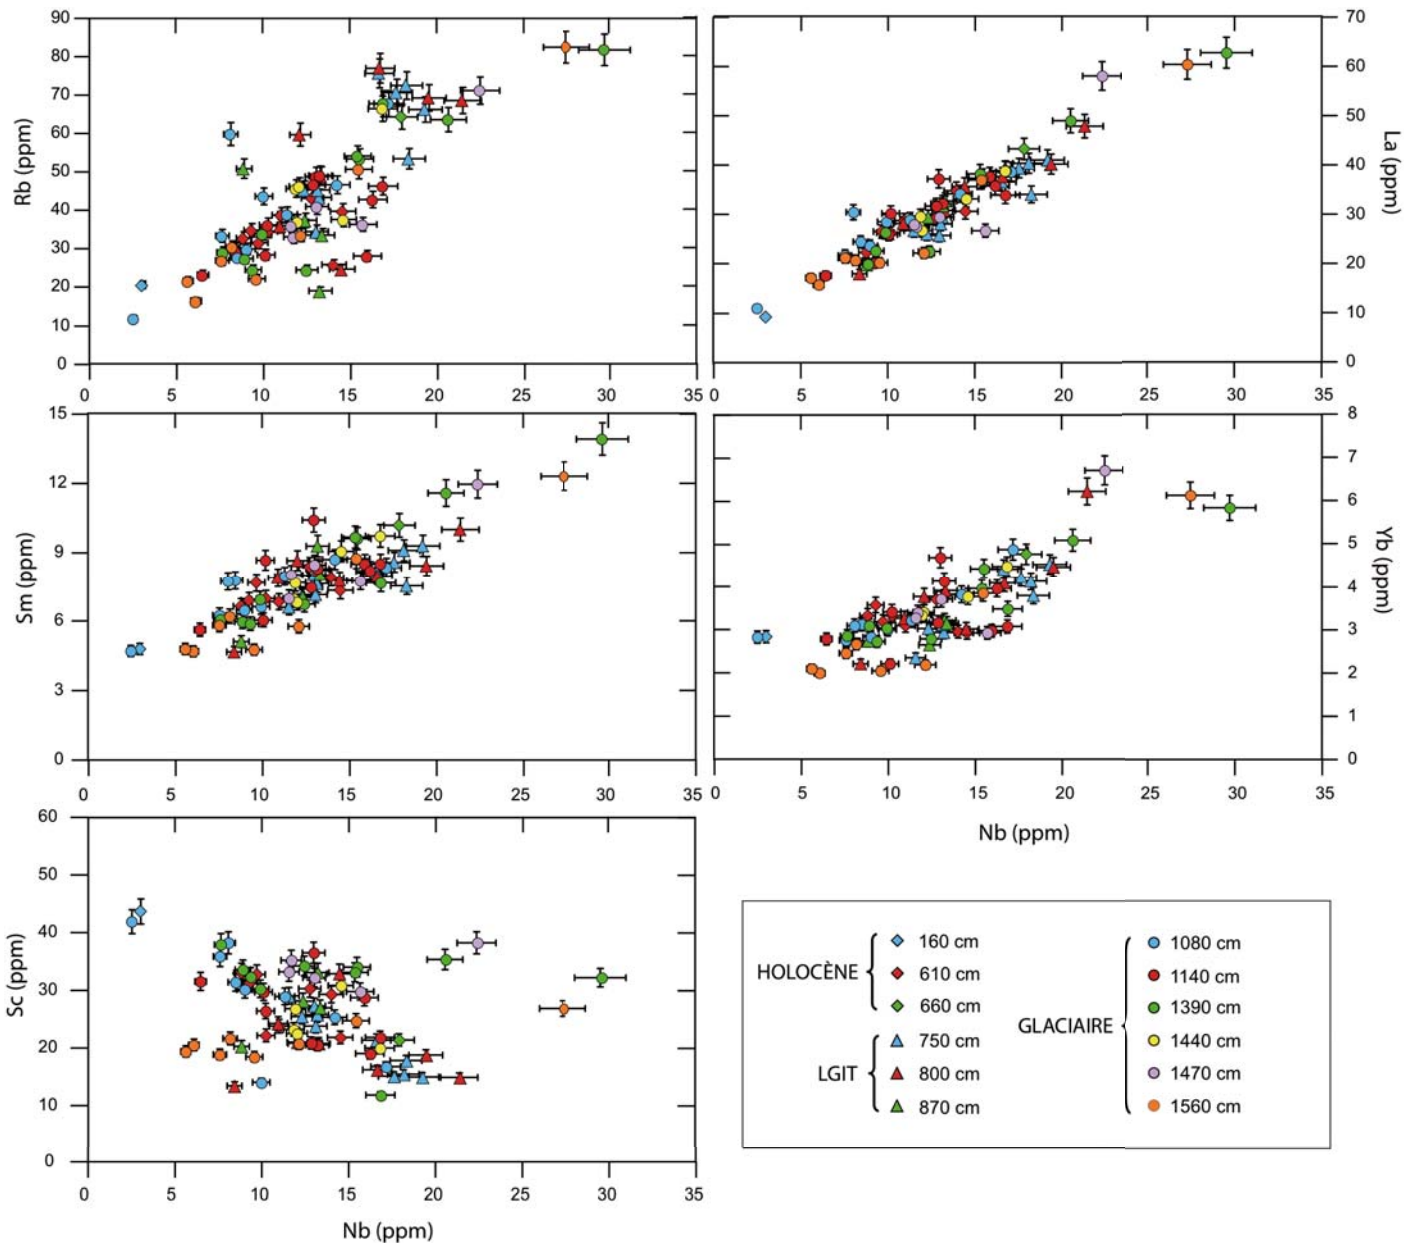 90
80
70
60
50
40
30
20
10
0
Rb (ppm)
0 5 10 15 20 25 30 35
70
60
50
40
30
20
10
0
La (ppm)
0 5 10 15 20 25 30 35
15
12
9
6
3
0
Sm (ppm)
0 5 10 15 20 25 30 35
8
7
6
5
4
3
2
1
0
Yb (ppm)
0 5 10 15 20 25 30 35
Nb (ppm)
60
50
40
30
20
10
0
Sc (ppm)
0 5 10 15 20 25 30 35
Nb (ppm)
HOLOCÈNE
160 cm
610 cm
660 cm
LGIT
750 cm
800 cm
870 cm
GLACIAIRE
1080 cm
1140 cm
1390 cm
1440 cm
1470 cm
1560 cm